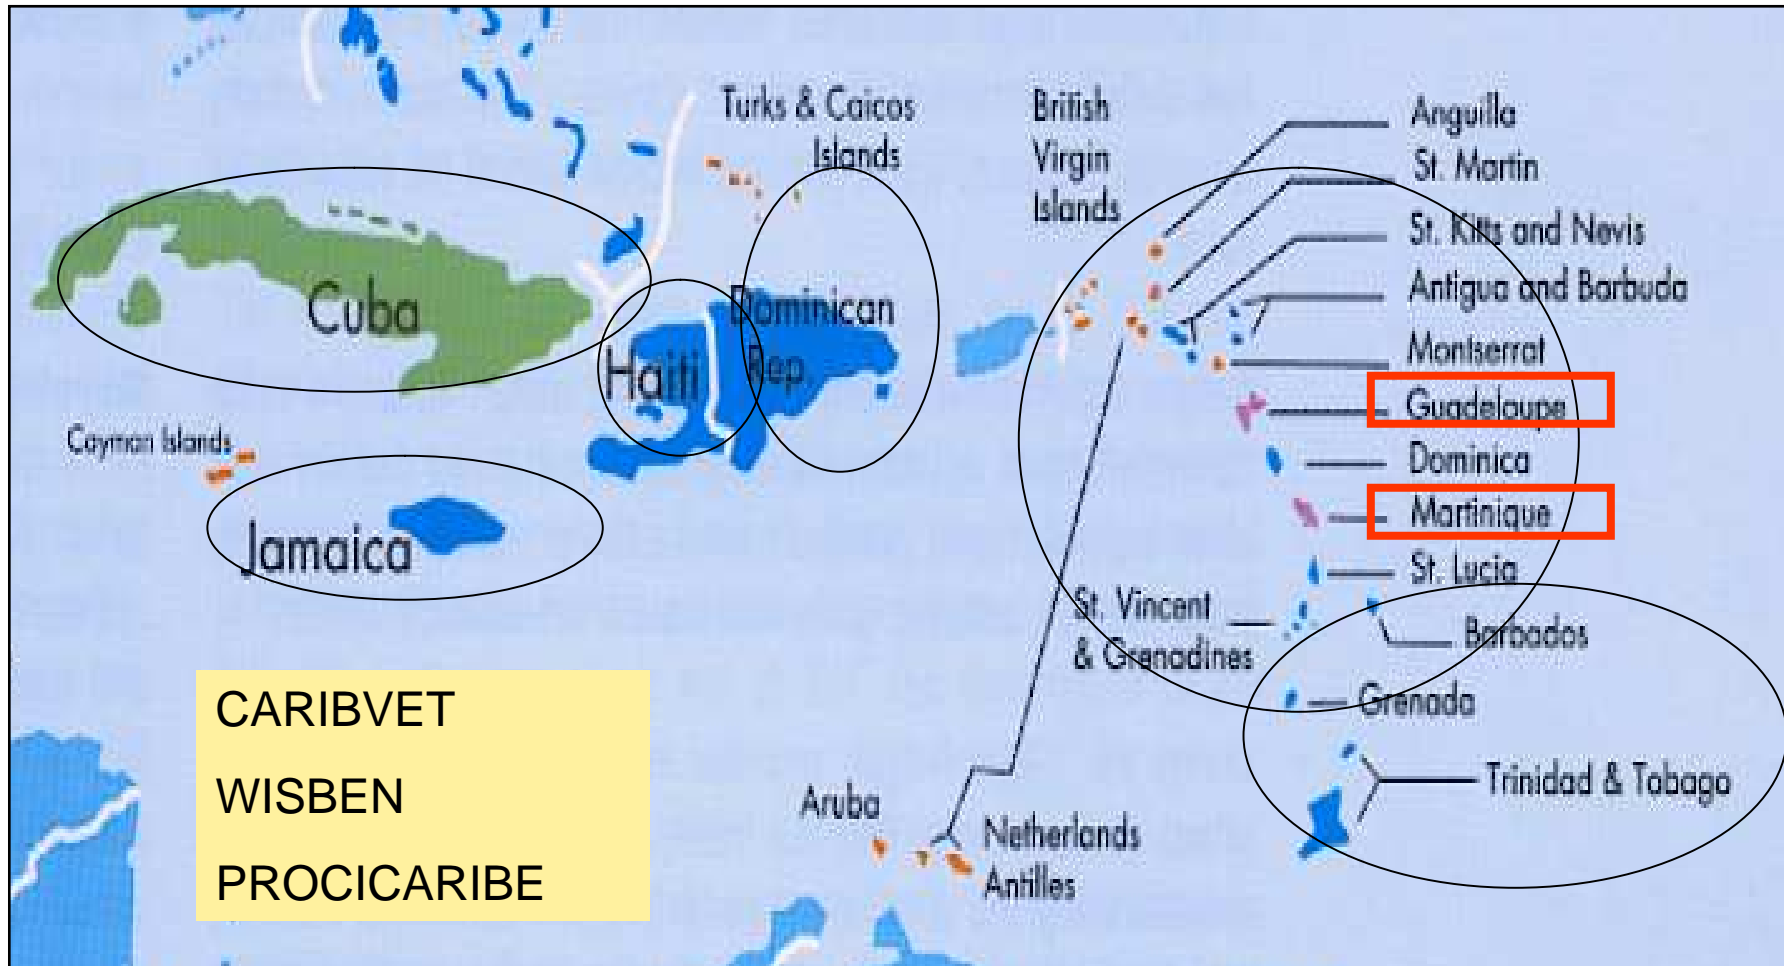 Turks & Caicos
Islands
British
Virgin
Islands
Anguilla
St. Martin
St. Kitts and Nevis
Antigua and Barbuda
Montserrat
Guadeloupe
Dominica
Martinique
St. Lucia
Barbados
St. Vincent
& Grenadines
Grenada
Trinidad & Tobago
Cuba
Haiti
Dominican
Rep.
Cayman Islands
Jamaica
Aruba
Netherlands
Antilles
CARIBVET
WISBEN
PROCICARIBE